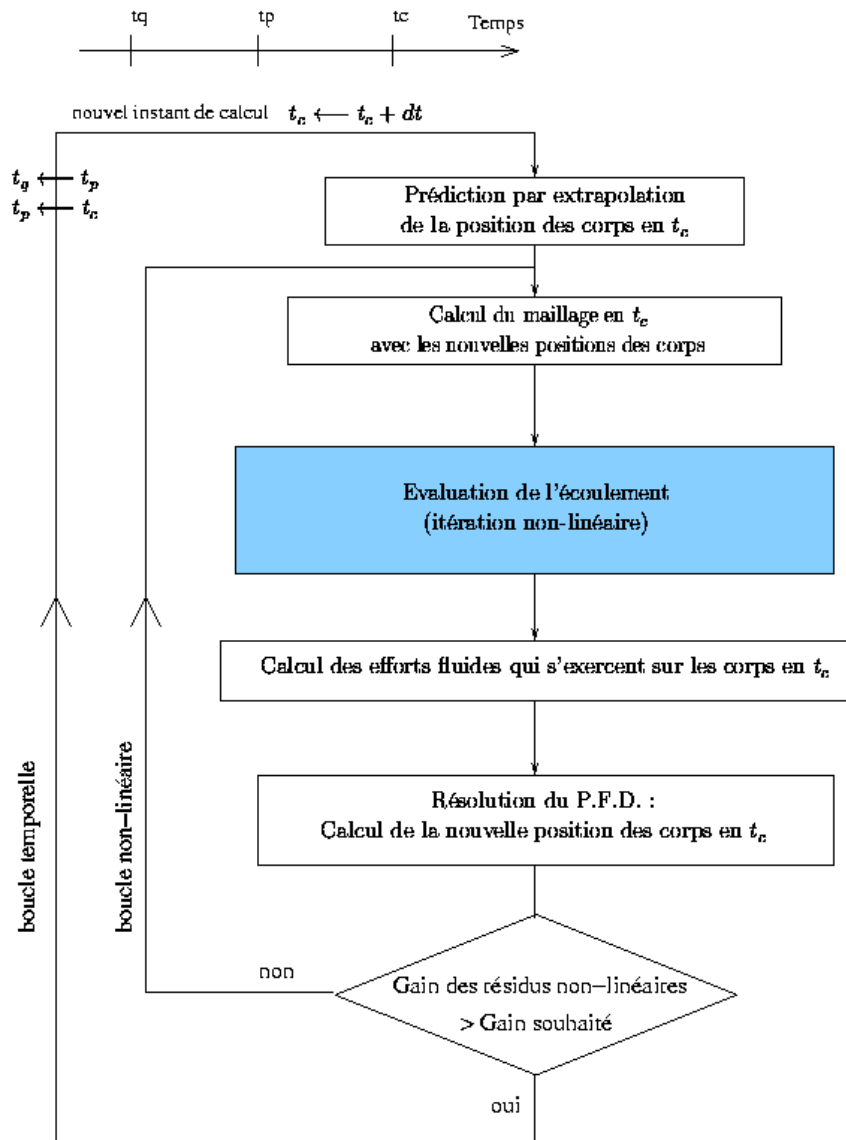 tq tp tc Temps
nouvel instant de calcul t_c ⟵ t_c + dt
t_q ← t_p
t_p ← t_c
Prédiction par extrapolation
de la position des corps en t_c
Calcul du maillage en t_c
avec les nouvelles positions des corps
Evaluation de l'écoulement
(itération non-linéaire)
Calcul des efforts fluides qui s'exercent sur les corps en t_c
Résolution du P.F.D. :
Calcul de la nouvelle position des corps en t_c
boucle temporelle
boucle non−linéaire
non
Gain des résidus non−linéaires
> Gain souhaité
oui